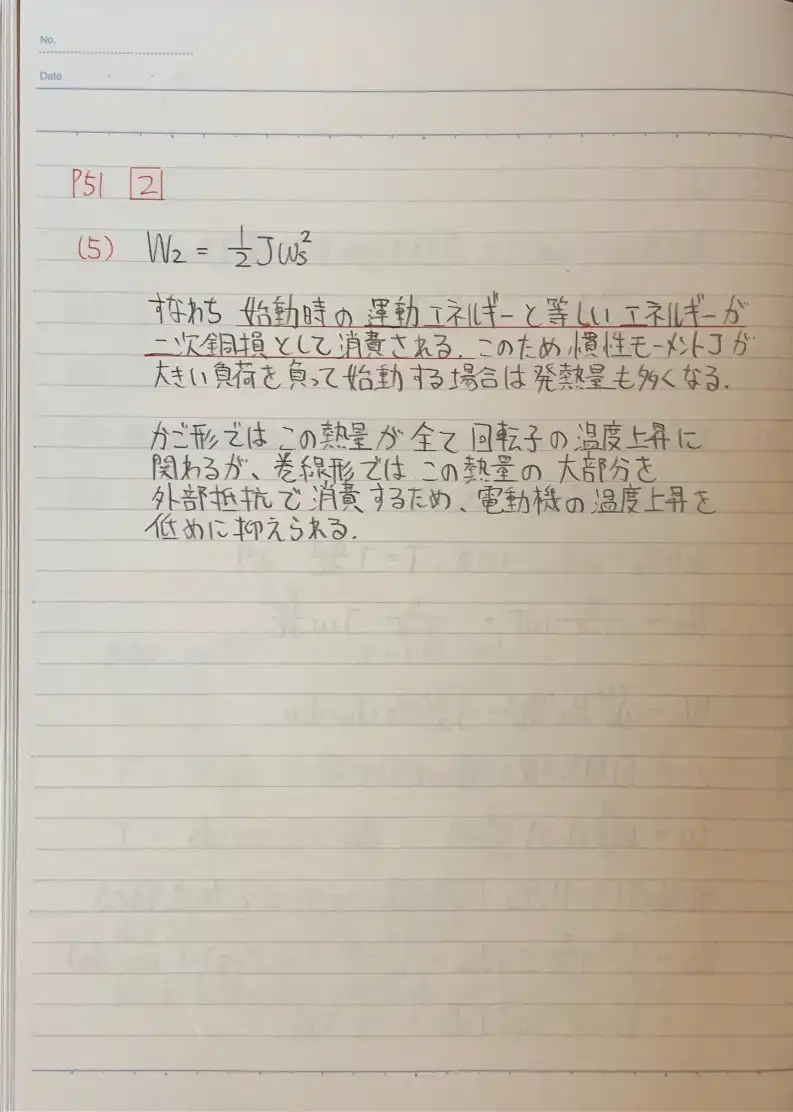 No.
Date
P51 2
(5) W₂ = 1/2 Jωs²
すなわち 始動時の運動エネルギーと等しいエネルギーが
二次銅損として消費される. このため慣性モーメントJが
大きい負荷を負って始動する場合は発熱量も多くなる.
かご形ではこの熱量が全て回転子の温度上昇に
関わるが、巻線形ではこの熱量の大部分を
外部抵抗で消費するため、電動機の温度上昇を
低めに抑えられる.